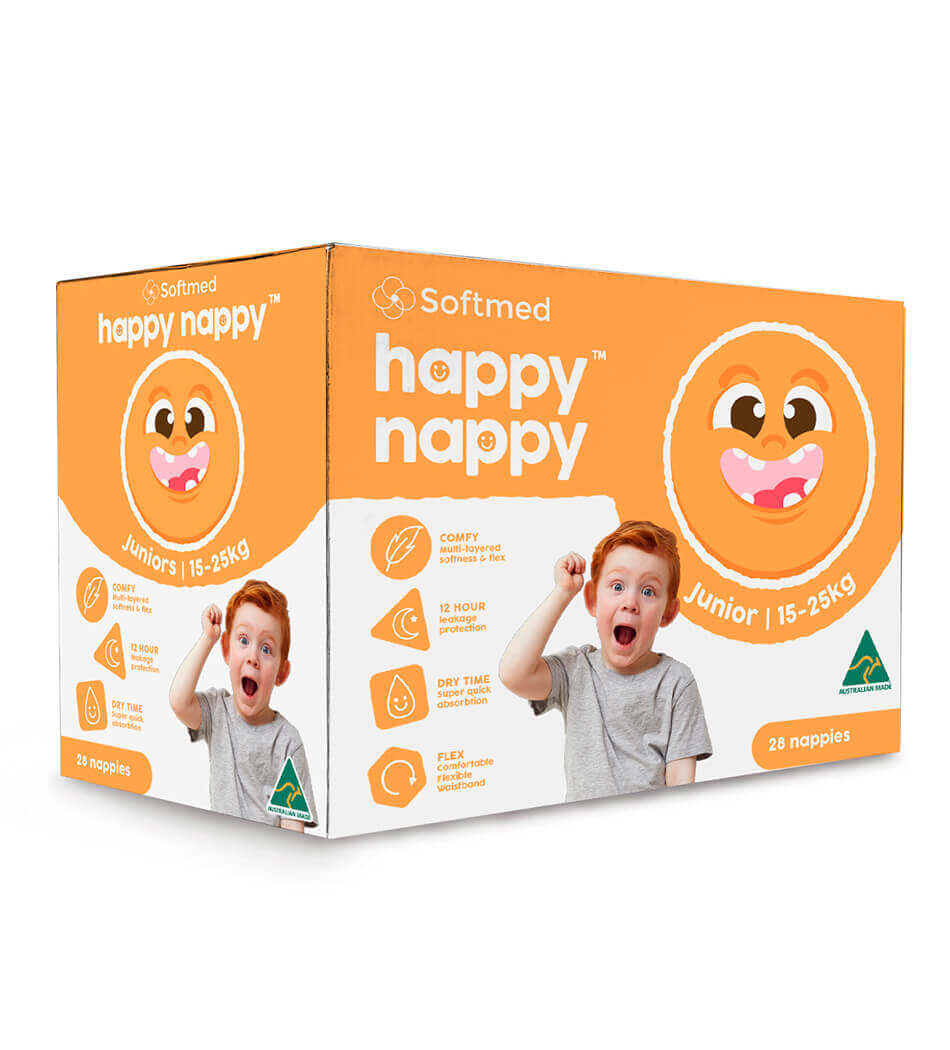 Softmed
happy nappy™
Juniors | 15-25kg
COMFY
Multi-layered
softness & flex
12 HOUR
leakage
protection
DRY TIME
Super quick
absorbtion
28 nappies
AUSTRALIAN MADE
Softmed
happy™
nappy
Junior | 15-25kg
COMFY
Multi-layered
softness & flex
12 HOUR
leakage
protection
DRY TIME
Super quick
absorbtion
FLEX
Comfortable
Flexible
Waistband
AUSTRALIAN MADE
28 nappies